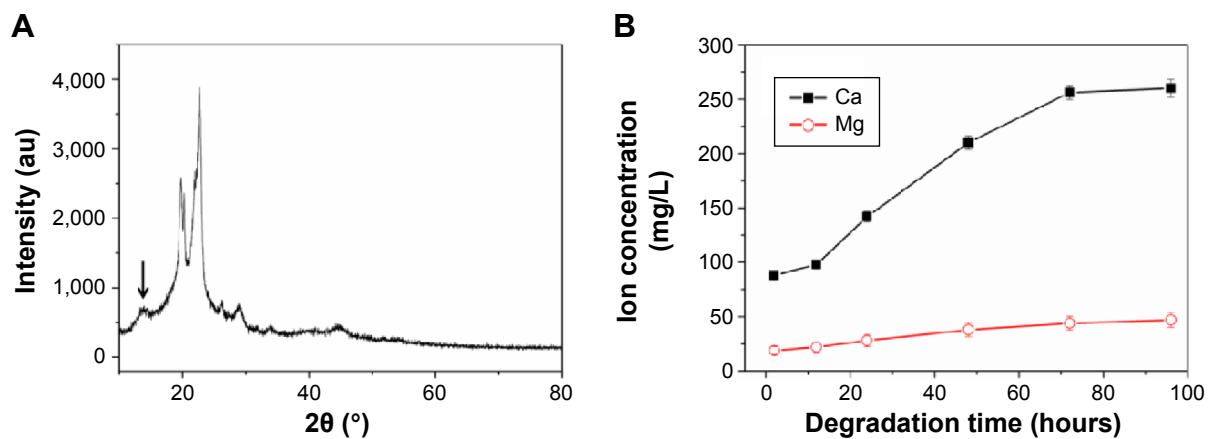 A
Intensity (au)
4,000
3,000
2,000
1,000
0
20
40
60
80
2θ (°)
B
Ion concentration
(mg/L)
300
250
200
150
100
50
0
Ca
Mg
0
20
40
60
80
100
Degradation time (hours)